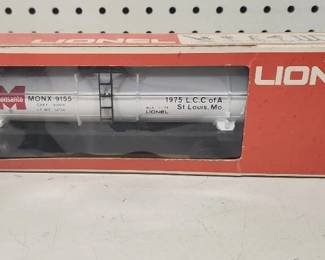 LIONEL
LION
Monsanto
MONX 9155
1975 L.C.C of A
St Louis, Mo
LIONEL